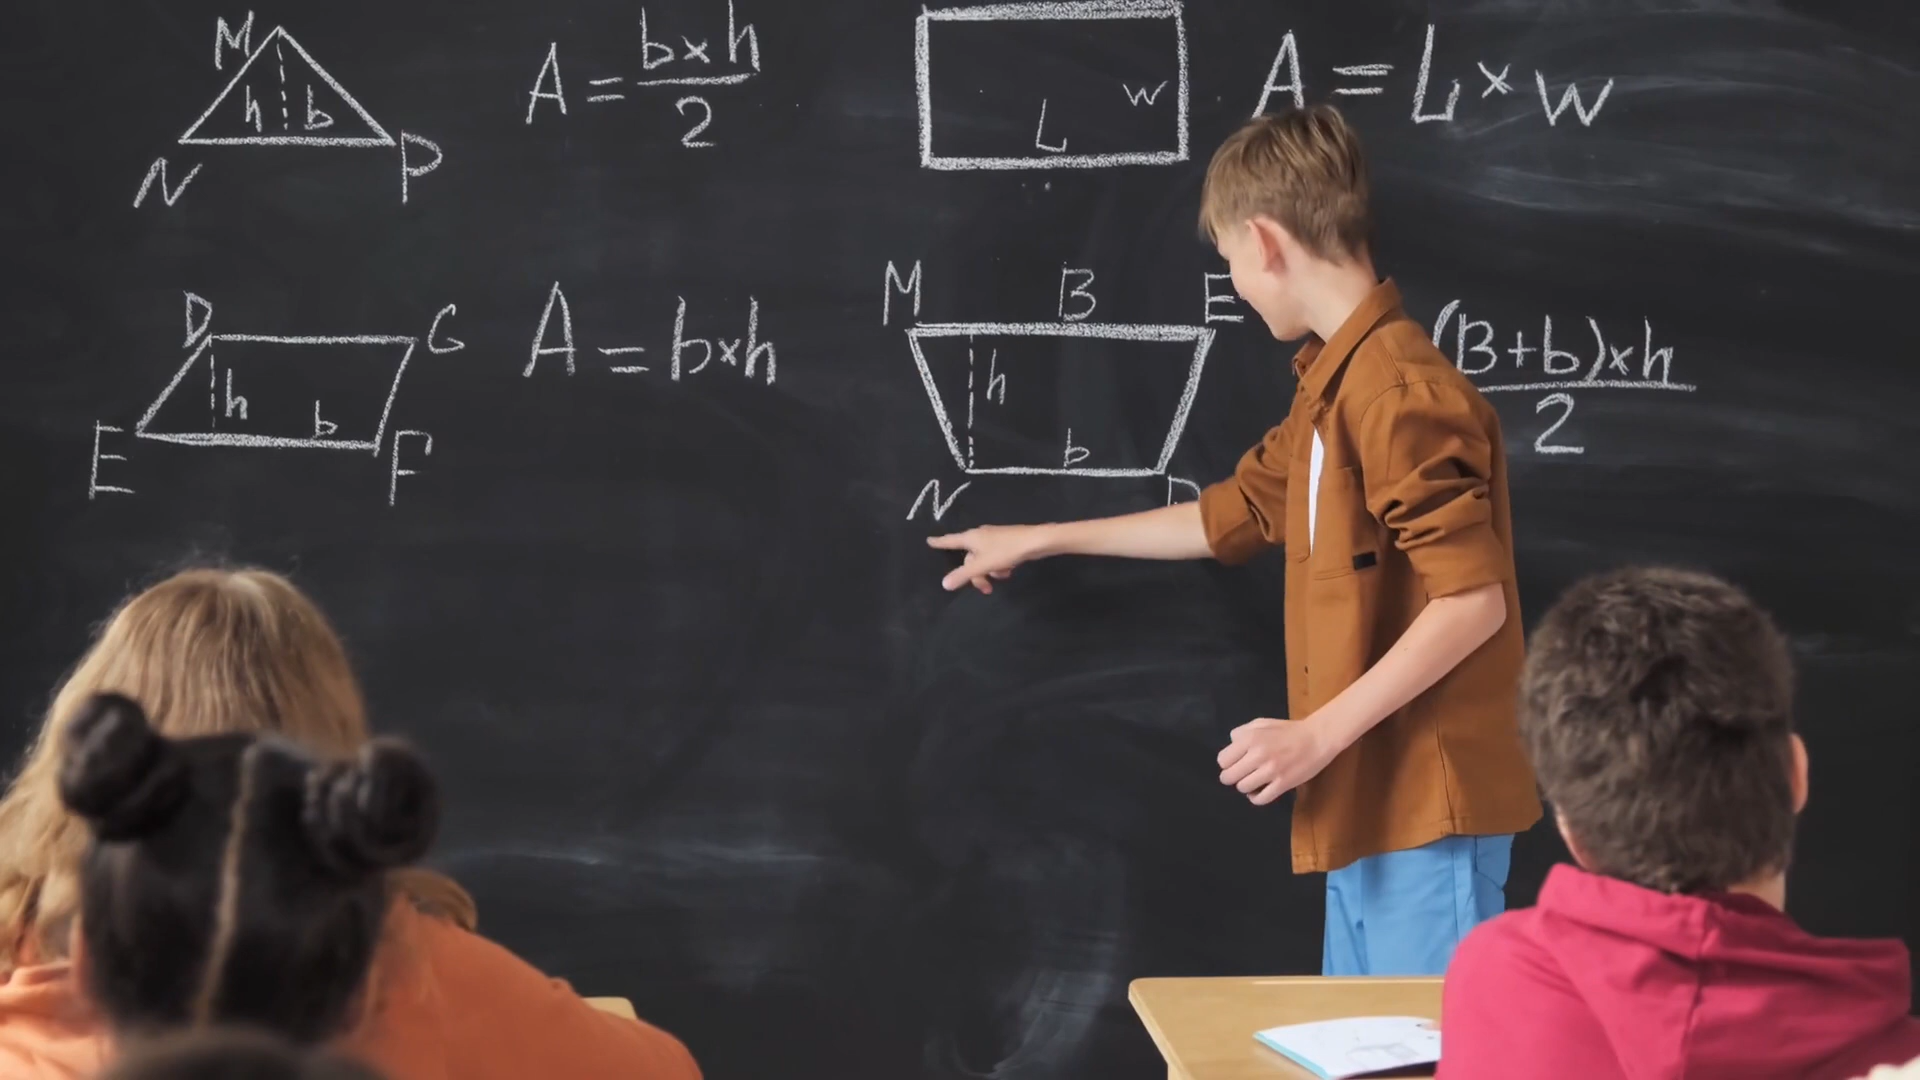 M
h b
N P
A = b×h
2
L w
A = L×w
D G
h b
E F
A = b×h
M B E
h
b
N
(B+b)×h
2